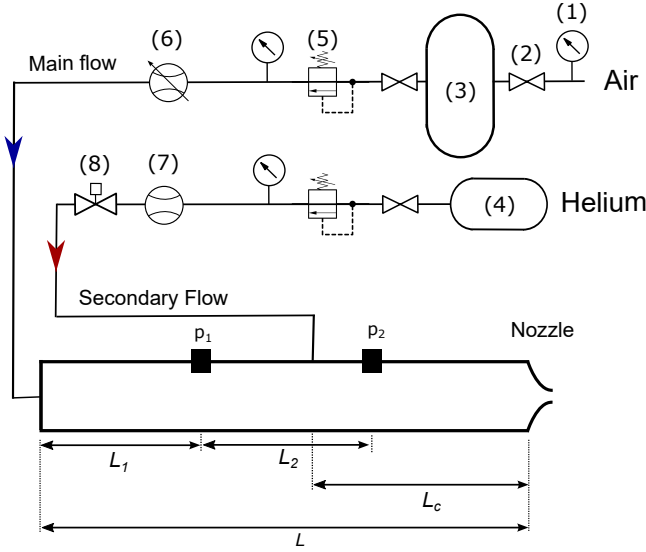 (1)
(6)
(5)
(2)
Main flow
(3)
Air
(8)
(7)
(4)
Helium
Secondary Flow
p1
p2
Nozzle
L1
L2
Lc
L